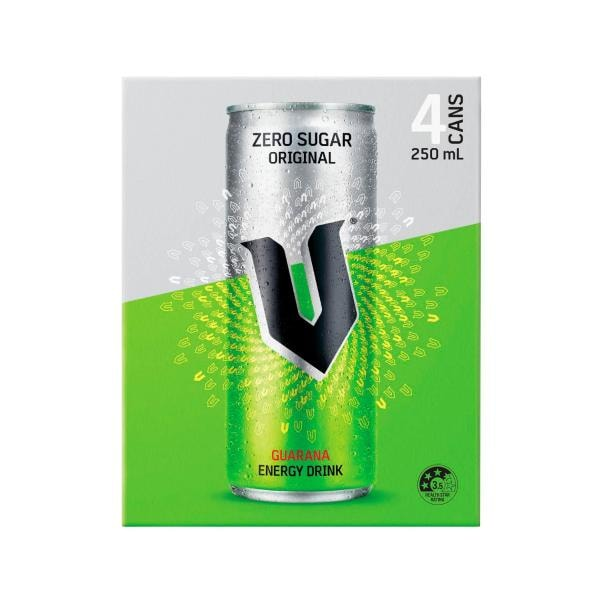 ZERO SUGAR
ORIGINAL
4 CANS
250 mL
V
®
GUARANA
ENERGY DRINK
3.5
HEALTH STAR
RATING